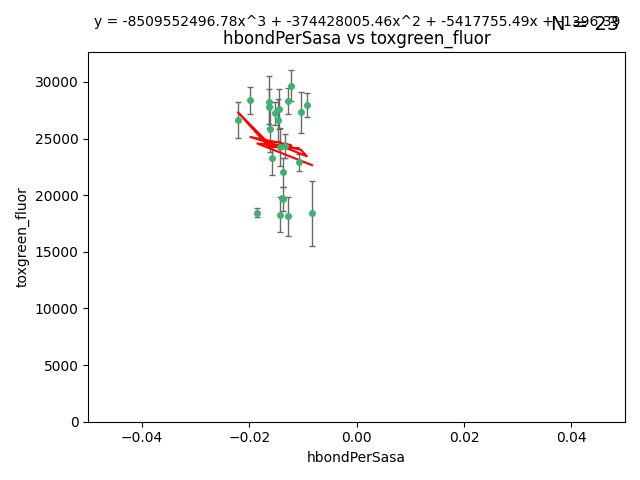 y = -8509552496.78x^3 + -374428005.46x^2 + -5417755.49x +
N = 23
hbondPerSasa vs toxgreen_fluor
toxgreen_fluor
30000
25000
20000
15000
10000
5000
0
−0.04
−0.02
0.00
0.02
0.04
hbondPerSasa